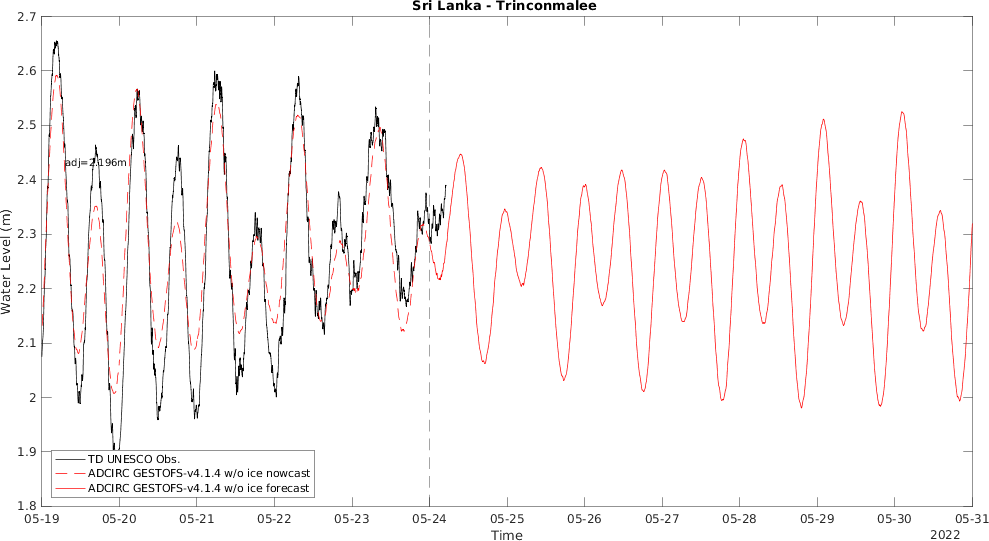 Sri Lanka - Trinconmalee
2.7
2.6
2.5
2.4
2.3
2.2
2.1
2
1.9
1.8
Water Level (m)
adj=2.196m
TD UNESCO Obs.
ADCIRC GESTOFS-v4.1.4 w/o ice nowcast
ADCIRC GESTOFS-v4.1.4 w/o ice forecast
05-19 05-20 05-21 05-22 05-23 05-24 05-25 05-26 05-27 05-28 05-29 05-30 05-31
Time
2022